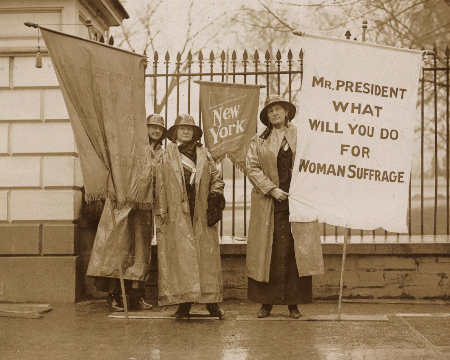 New
York
Mr. President
What
Will You Do
For
Woman Suffrage